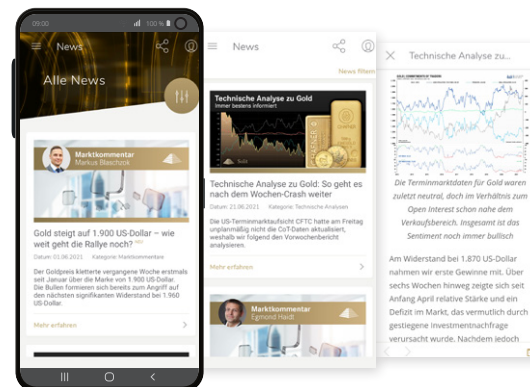 09:00
100 %
News
Alle News
Marktkommentar
Markus Blaschzok
Gold steigt auf 1.900 US-Dollar – wie
weit geht die Rallye noch?
Datum: 01.06.2021 Kategorie: Marktkommentare
Der Goldpreis kletterte vergangene Woche erstmals
seit Januar über die Marke von 1.900 US-Dollar.
Die Bullen formieren sich bereits zum Angriff auf
den nächsten signifikanten Widerstand bei 1.960
US-Dollar.
Mehr erfahren
News
News filtern
Technische Analyse zu Gold
Immer bestens informiert
Technische Analyse zu Gold: So geht es
nach dem Wochen-Crash weiter
Datum: 21.06.2021 Kategorie: Technische Analysen
Die US-Terminmarktaufsicht CFTC hatte am Freitag
unplanmäßig nicht die CoT-Daten aktualisiert,
weshalb wir folgend den Vorwochenbericht
analysieren.
Mehr erfahren
Marktkommentar
Egmond Haidt
Technische Analyse zu...
Die Terminmarktdaten für Gold waren
zuletzt neutral, doch im Verhältnis zum
Open Interest schon nahe dem
Verkaufsbereich. Insgesamt ist das
Sentiment noch immer bullisch
Am Widerstand bei 1.870 US-Dollar
nahmen wir erste Gewinne mit. Über
sechs Wochen hinweg zeigte sich seit
Anfang April relative Stärke und ein
Defizit im Markt, das vermutlich durch
gestiegene Investmentnachfrage
verursacht wurde. Nachdem jedoch